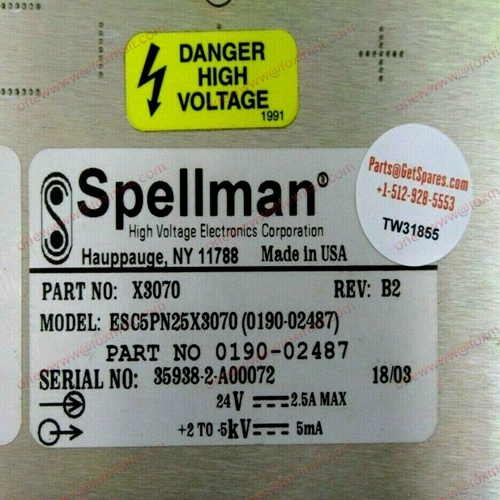 DANGER
HIGH
VOLTAGE
1991
Parts@GetSpares.com
+1-512-928-5553
TW31855
Spellman®
High Voltage Electronics Corporation
Hauppauge, NY 11788 Made in USA
PART NO: X3070 REV: B2
MODEL: ESC5PN25X3070 (0190-02487)
PART NO 0190-02487
SERIAL NO: 35938-2-A00072 18/03
24V 2.5A MAX
+2 TO -5kV 5mA